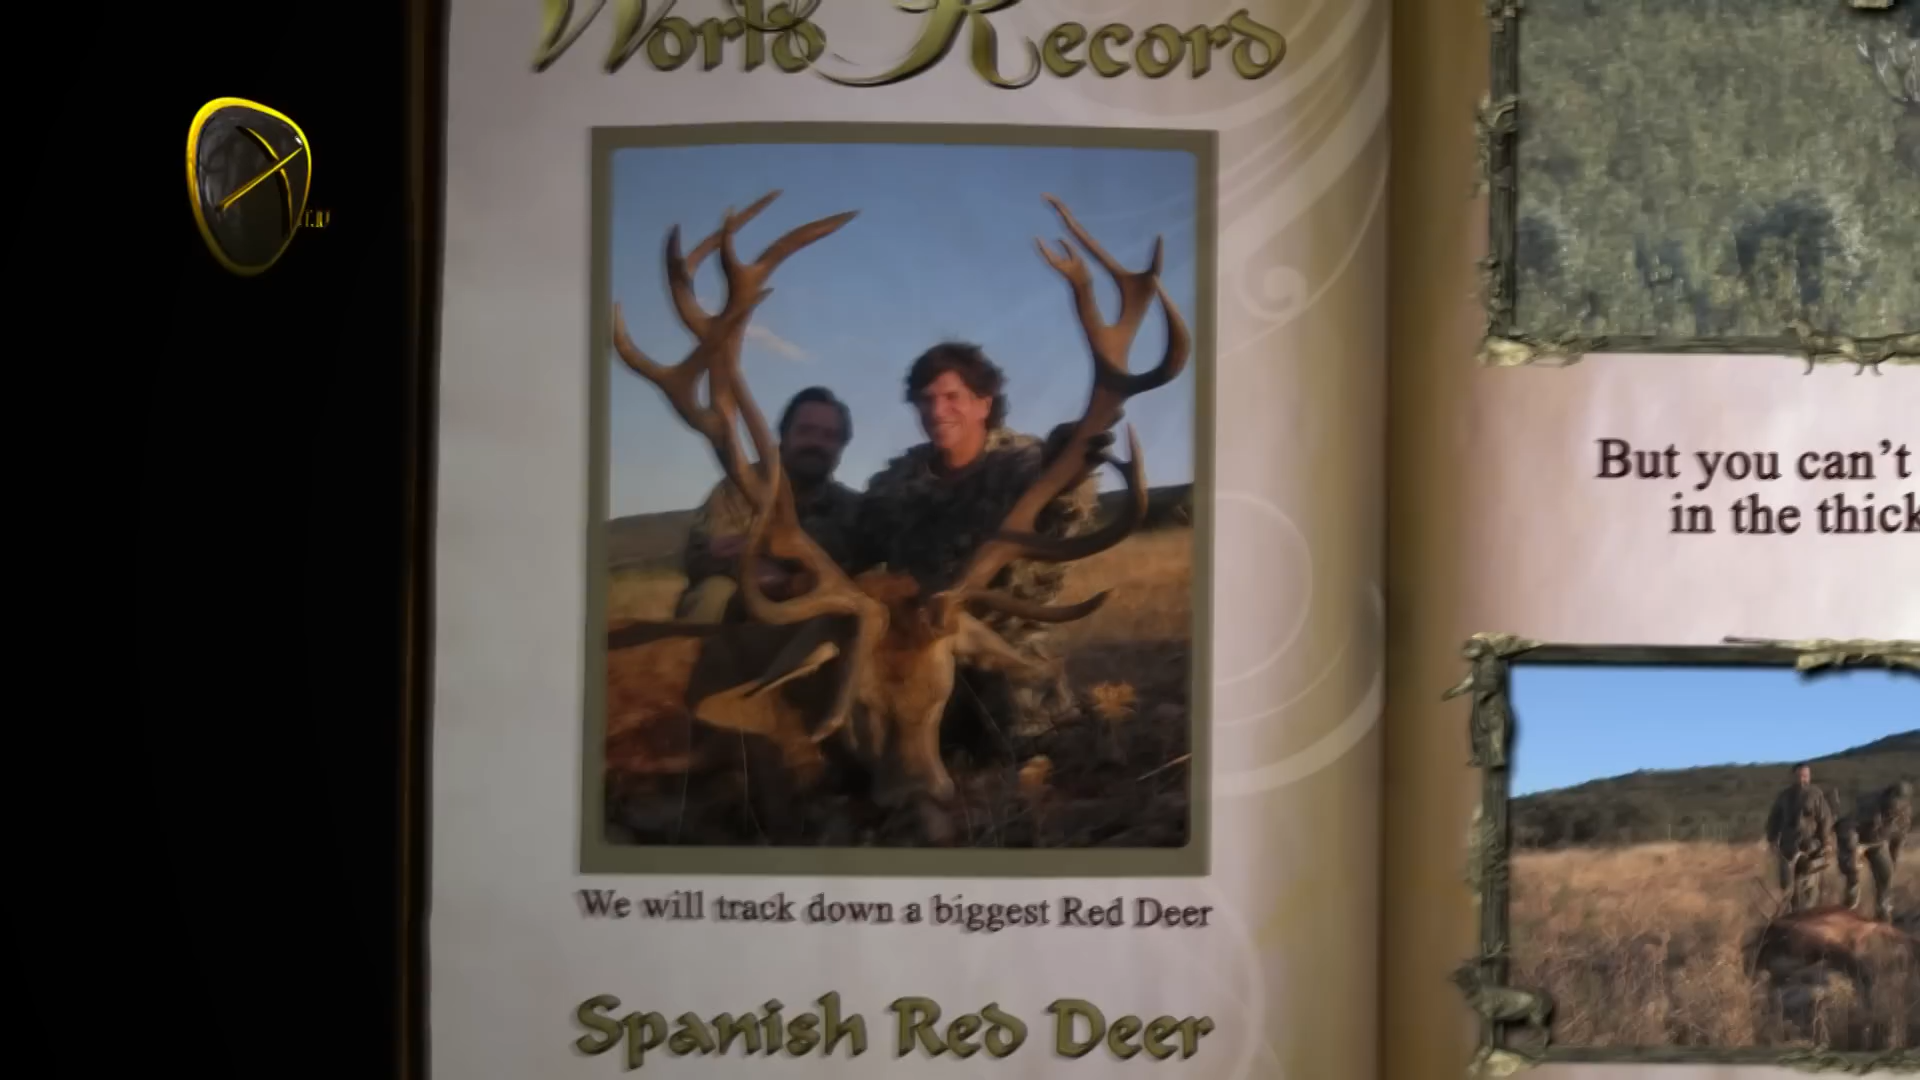 World Record
We will track down a biggest Red Deer
Spanish Red Deer
But you can't
in the thick